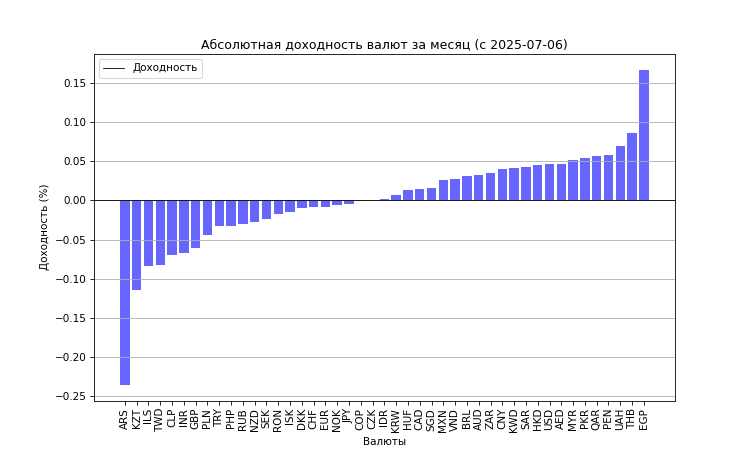 Абсолютная доходность валют за месяц (с 2025-07-06)
Доходность
Доходность (%)
0.15
0.10
0.05
0.00
−0.05
−0.10
−0.15
−0.20
−0.25
ARS
KZT
ILS
TWD
CLP
INR
GBP
PLN
TRY
PHP
RUB
NZD
SEK
RON
ISK
DKK
CHF
EUR
NOK
JPY
COP
CZK
IDR
KRW
HUF
CAD
SGD
MXN
VND
BRL
AUD
ZAR
CNY
KWD
SAR
HKD
USD
AED
MYR
PKR
QAR
PEN
UAH
THB
EGP
Валюты